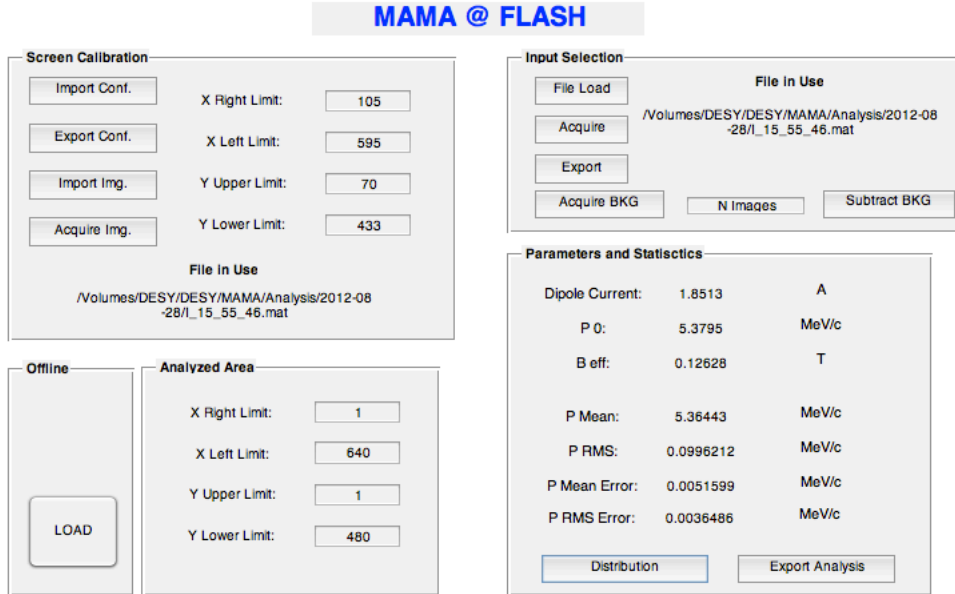 MAMA @ FLASH
Screen Calibration
Import Conf.
X Right Limit: 105
Export Conf.
X Left Limit: 595
Import Img.
Y Upper Limit: 70
Acquire Img.
Y Lower Limit: 433
File in Use
/Volumes/DESY/DESY/MAMA/Analysis/2012-08
-28/I_15_55_46.mat
Input Selection
File Load
File in Use
/Volumes/DESY/DESY/MAMA/Analysis/2012-08
-28/I_15_55_46.mat
Acquire
Export
Acquire BKG N Images Subtract BKG
Offline
LOAD
Analyzed Area
X Right Limit: 1
X Left Limit: 640
Y Upper Limit: 1
Y Lower Limit: 480
Parameters and Statisctics
Dipole Current: 1.8513 A
P 0: 5.3795 MeV/c
B eff: 0.12628 T
P Mean: 5.36443 MeV/c
P RMS: 0.0996212 MeV/c
P Mean Error: 0.0051599 MeV/c
P RMS Error: 0.0036486 MeV/c
Distribution Export Analysis